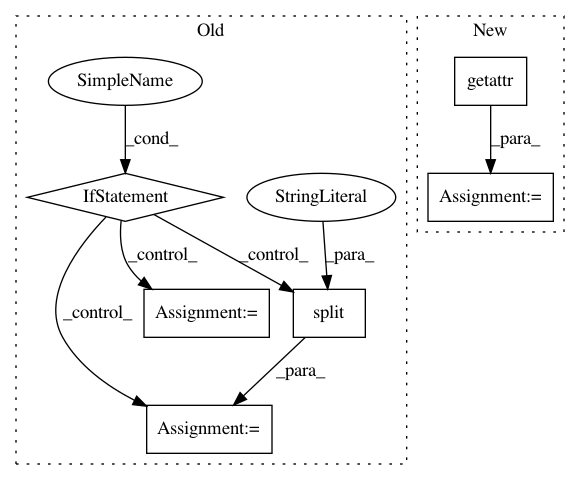 Old
New
SimpleName
getattr
_cond_
_para_
IfStatement
StringLiteral
Assignment:=
_control_
_control_
_para_
_control_
Assignment:=
split
_para_
Assignment:=